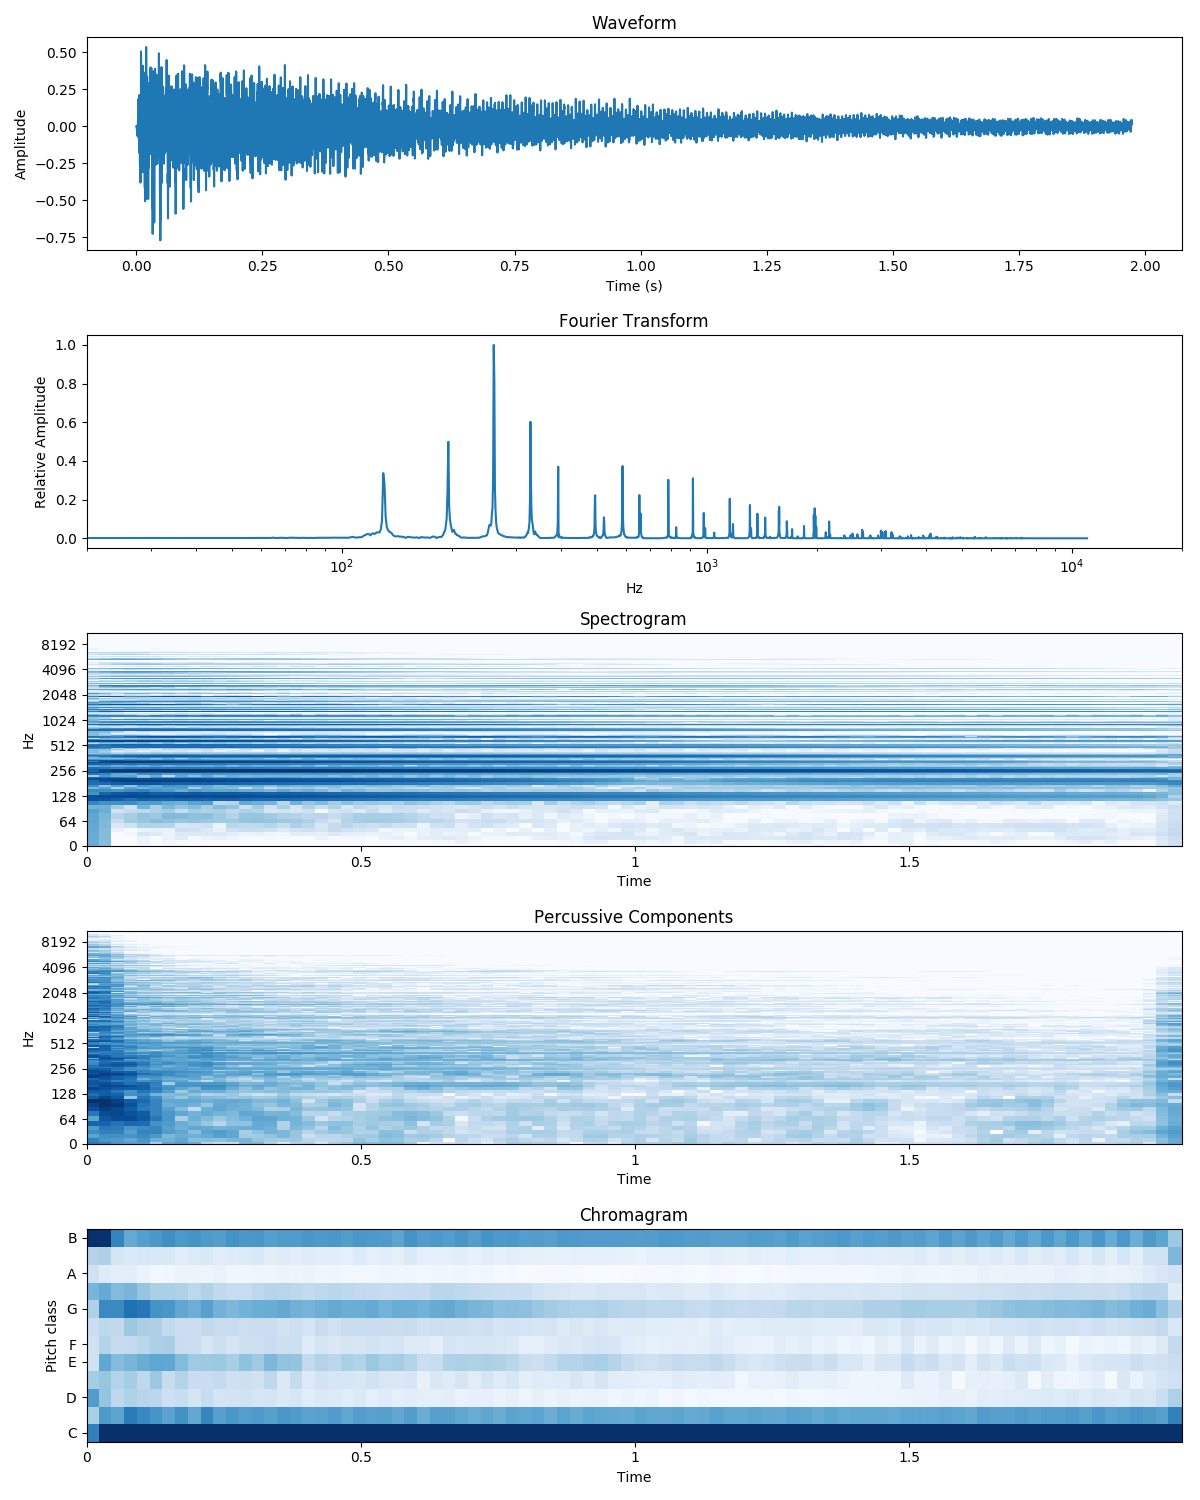 Waveform
0.50
0.25
0.00
−0.25
−0.50
−0.75
Amplitude
0.00 0.25 0.50 0.75 1.00 1.25 1.50 1.75 2.00
Time (s)
Fourier Transform
1.0
0.8
0.6
0.4
0.2
0.0
Relative Amplitude
10² 10³ 10⁴
Hz
Spectrogram
8192
4096
2048
1024
512
256
128
64
0
Hz
0 0.5 1 1.5
Time
Percussive Components
8192
4096
2048
1024
512
256
128
64
0
Hz
0 0.5 1 1.5
Time
Chromagram
B
A
G
F
E
D
C
Pitch class
0 0.5 1 1.5
Time